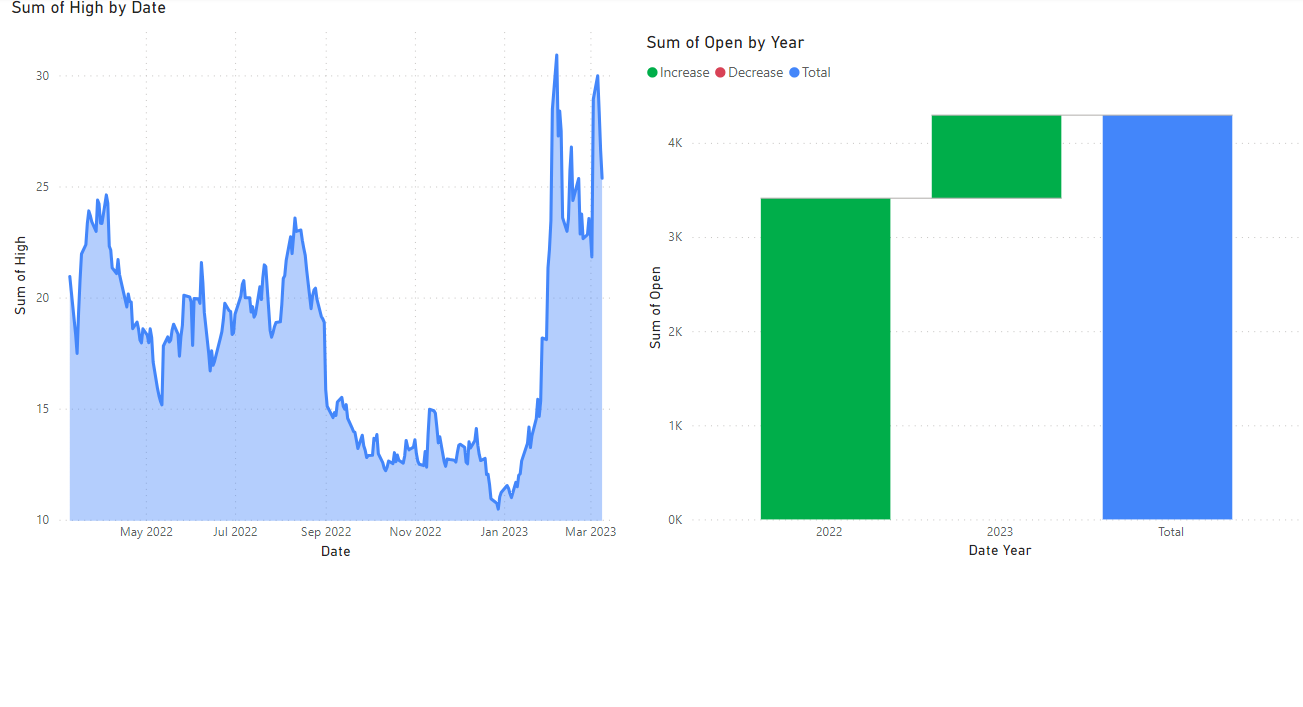 Sum of High by Date
Sum of High
30
25
20
15
10
May 2022 Jul 2022 Sep 2022 Nov 2022 Jan 2023 Mar 2023
Date
Sum of Open by Year
Increase Decrease Total
Sum of Open
4K
3K
2K
1K
0K
2022 2023 Total
Date Year